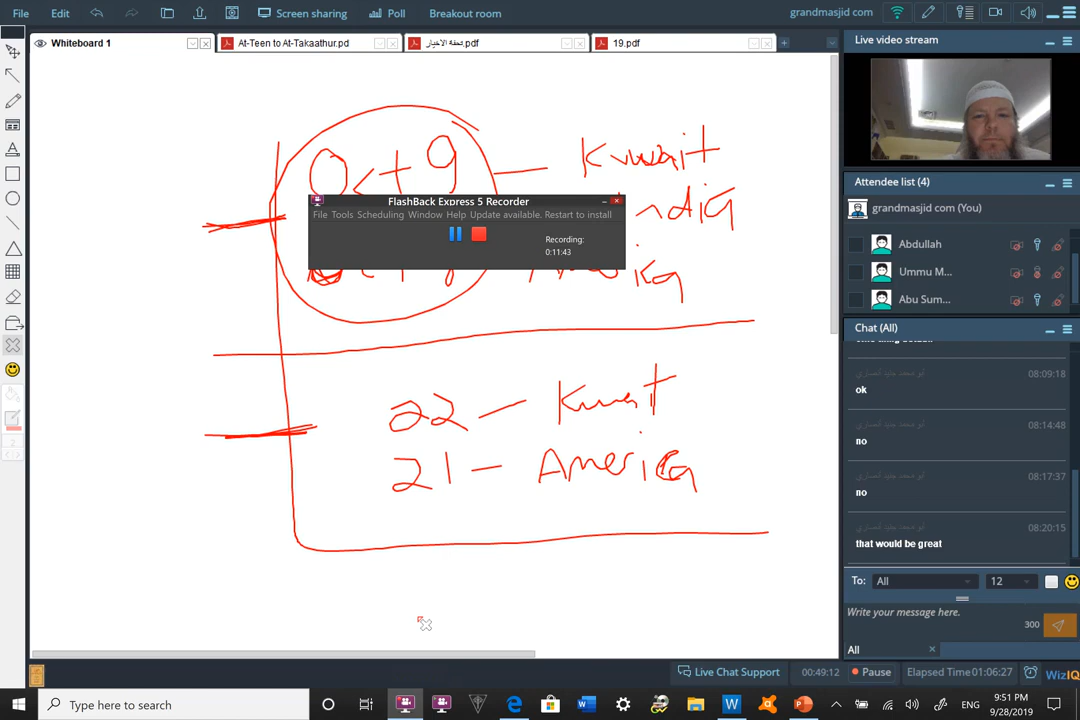 File Edit Screen sharing Poll Breakout room grandmasjid com
Whiteboard 1 At-Teen to At-Takaathur.pd تحفة الاخيار.pdf 19.pdf
Live video stream
Oct 9 — Kuwait
FlashBack Express 5 Recorder
File Tools Scheduling Window Help Update available. Restart to install
Recording:
0:11:43
22 — Kuwait
21 — America
Attendee list (4)
grandmasjid com (You)
Abdullah
Ummu M...
Abu Sum...
Chat (All)
08:09:18
ok
08:14:48
no
08:17:37
no
08:20:15
that would be great
To: All 12
Write your message here.
300
All
Live Chat Support 00:49:12 Pause Elapsed Time 01:06:27 WizIQ
Type here to search
ENG
9:51 PM
9/28/2019